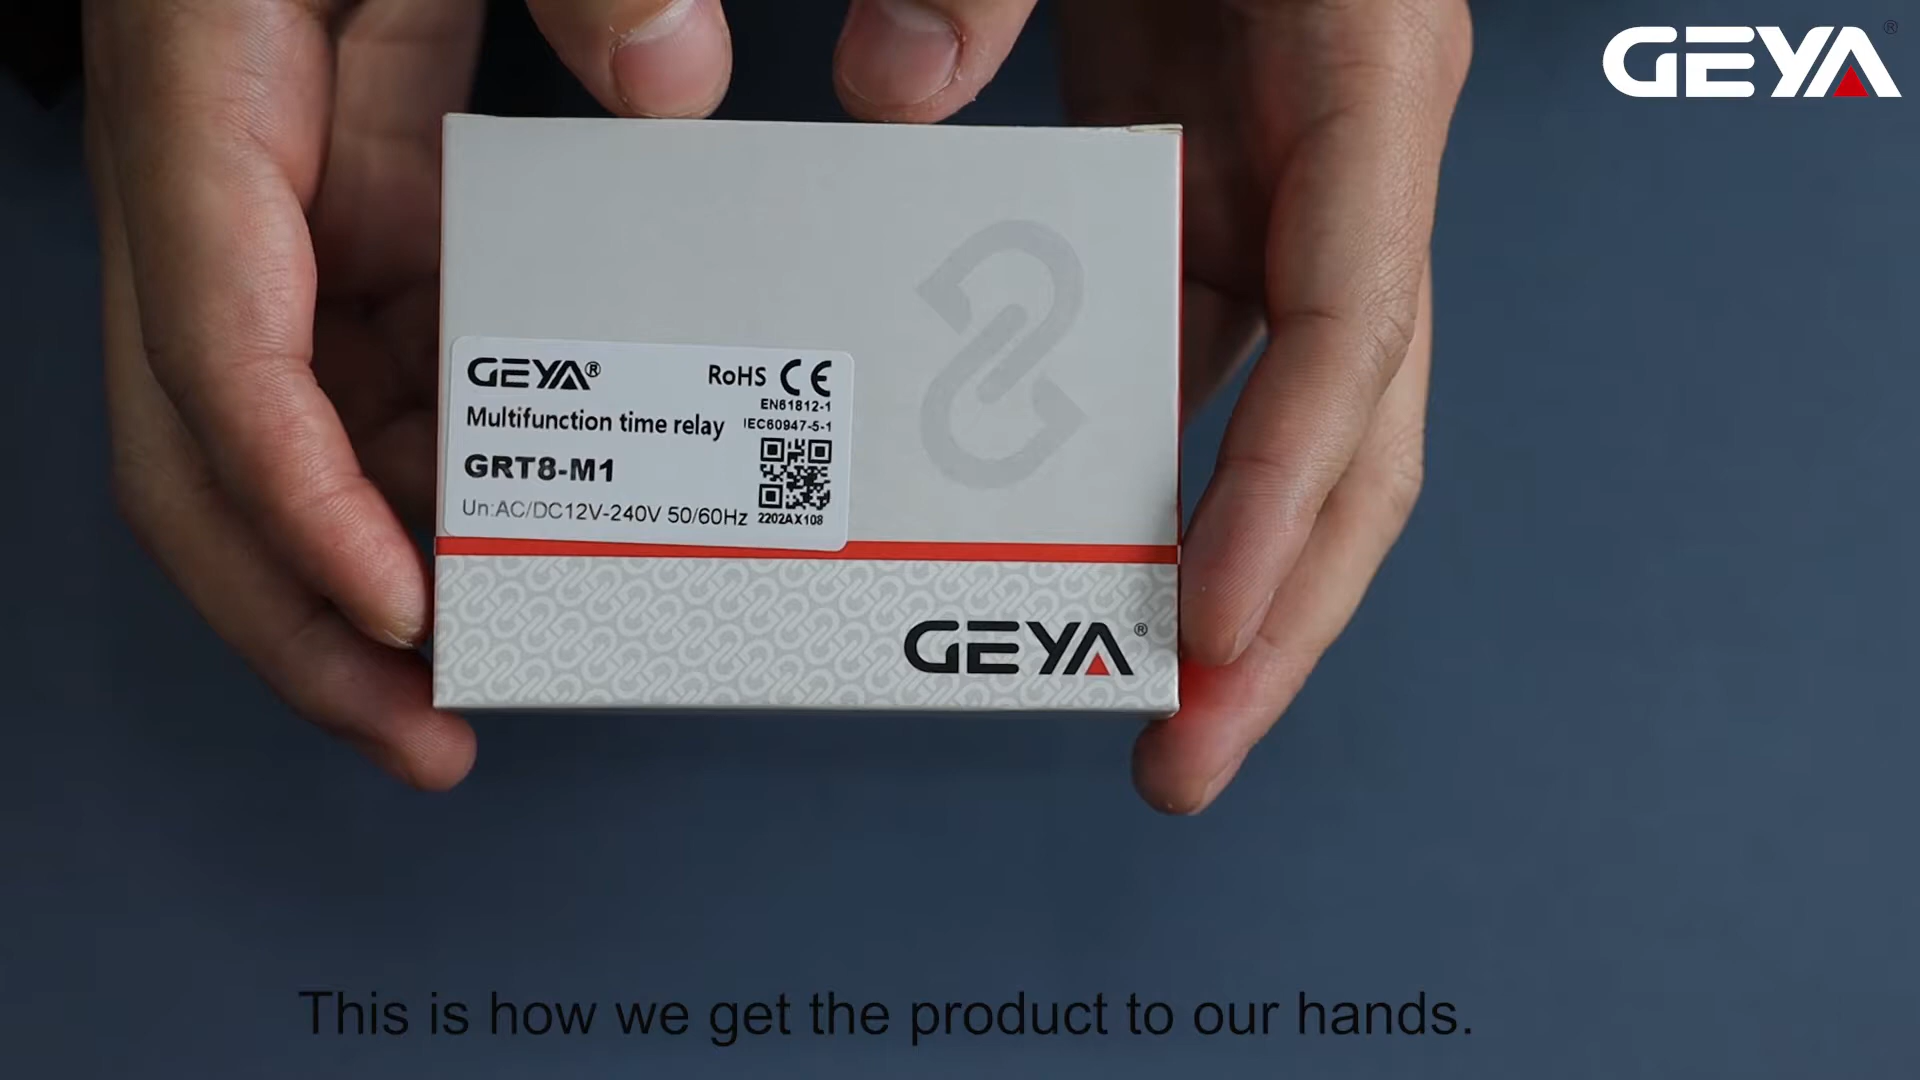 GEYA®
GEYA®
RoHS CE
EN61812-1
Multifunction time relay
IEC60947-5-1
GRT8-M1
Un:AC/DC12V-240V 50/60Hz
2202AX108
GEYA®
This is how we get the product to our hands.